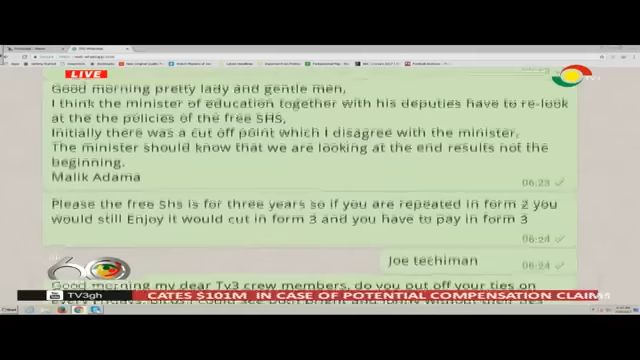 LIVE
Good morning pretty lady and gentle men,
I think the minister of education together with his deputies have to re-look
at the the policies of the free SHS,
Initially there was a cut off point which I disagree with the minister.
The minister should know that we are looking at the end results not the
beginning.
Malik Adama
06:23
Please the free Shs is for three years so if you are repeated in form 2 you
would still Enjoy it would cut in form 3 and you have to pay in form 3
06:24
Joe techiman
06:24
60
Good morning my dear Tv3 crew members, do you put off your ties on
TV3gh
CATES $101M IN CASE OF POTENTIAL COMPENSATION CLAIM